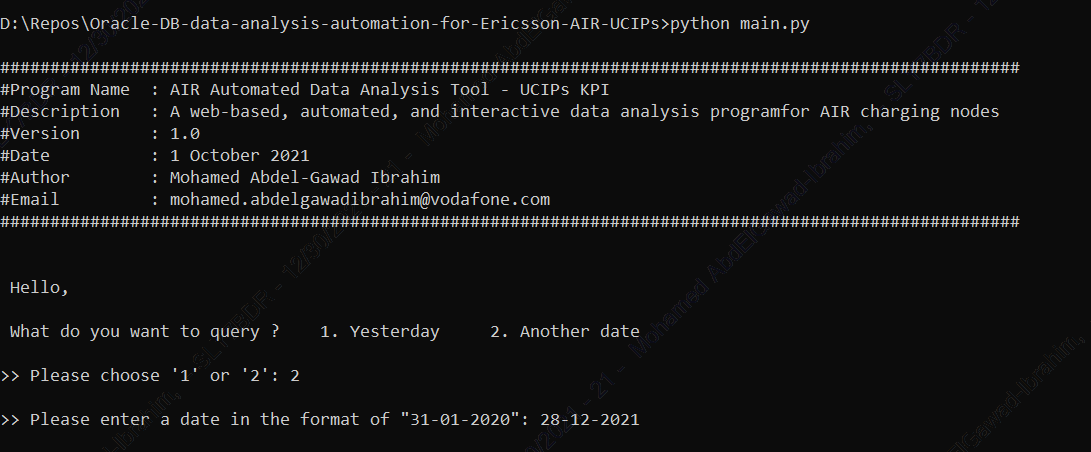 D:\Repos\Oracle-DB-data-analysis-automation-for-Ericsson-AIR-UCIPs>python main.py
######################################################################################################
#Program Name  : AIR Automated Data Analysis Tool - UCIPs KPI
#Description   : A web-based, automated, and interactive data analysis programfor AIR charging nodes
#Version       : 1.0
#Date          : 1 October 2021
#Author        : Mohamed Abdel-Gawad Ibrahim
#Email         : mohamed.abdelgawadibrahim@vodafone.com
######################################################################################################
Hello,
What do you want to query ?    1. Yesterday     2. Another date
>> Please choose '1' or '2': 2
>> Please enter a date in the format of "31-01-2020": 28-12-2021